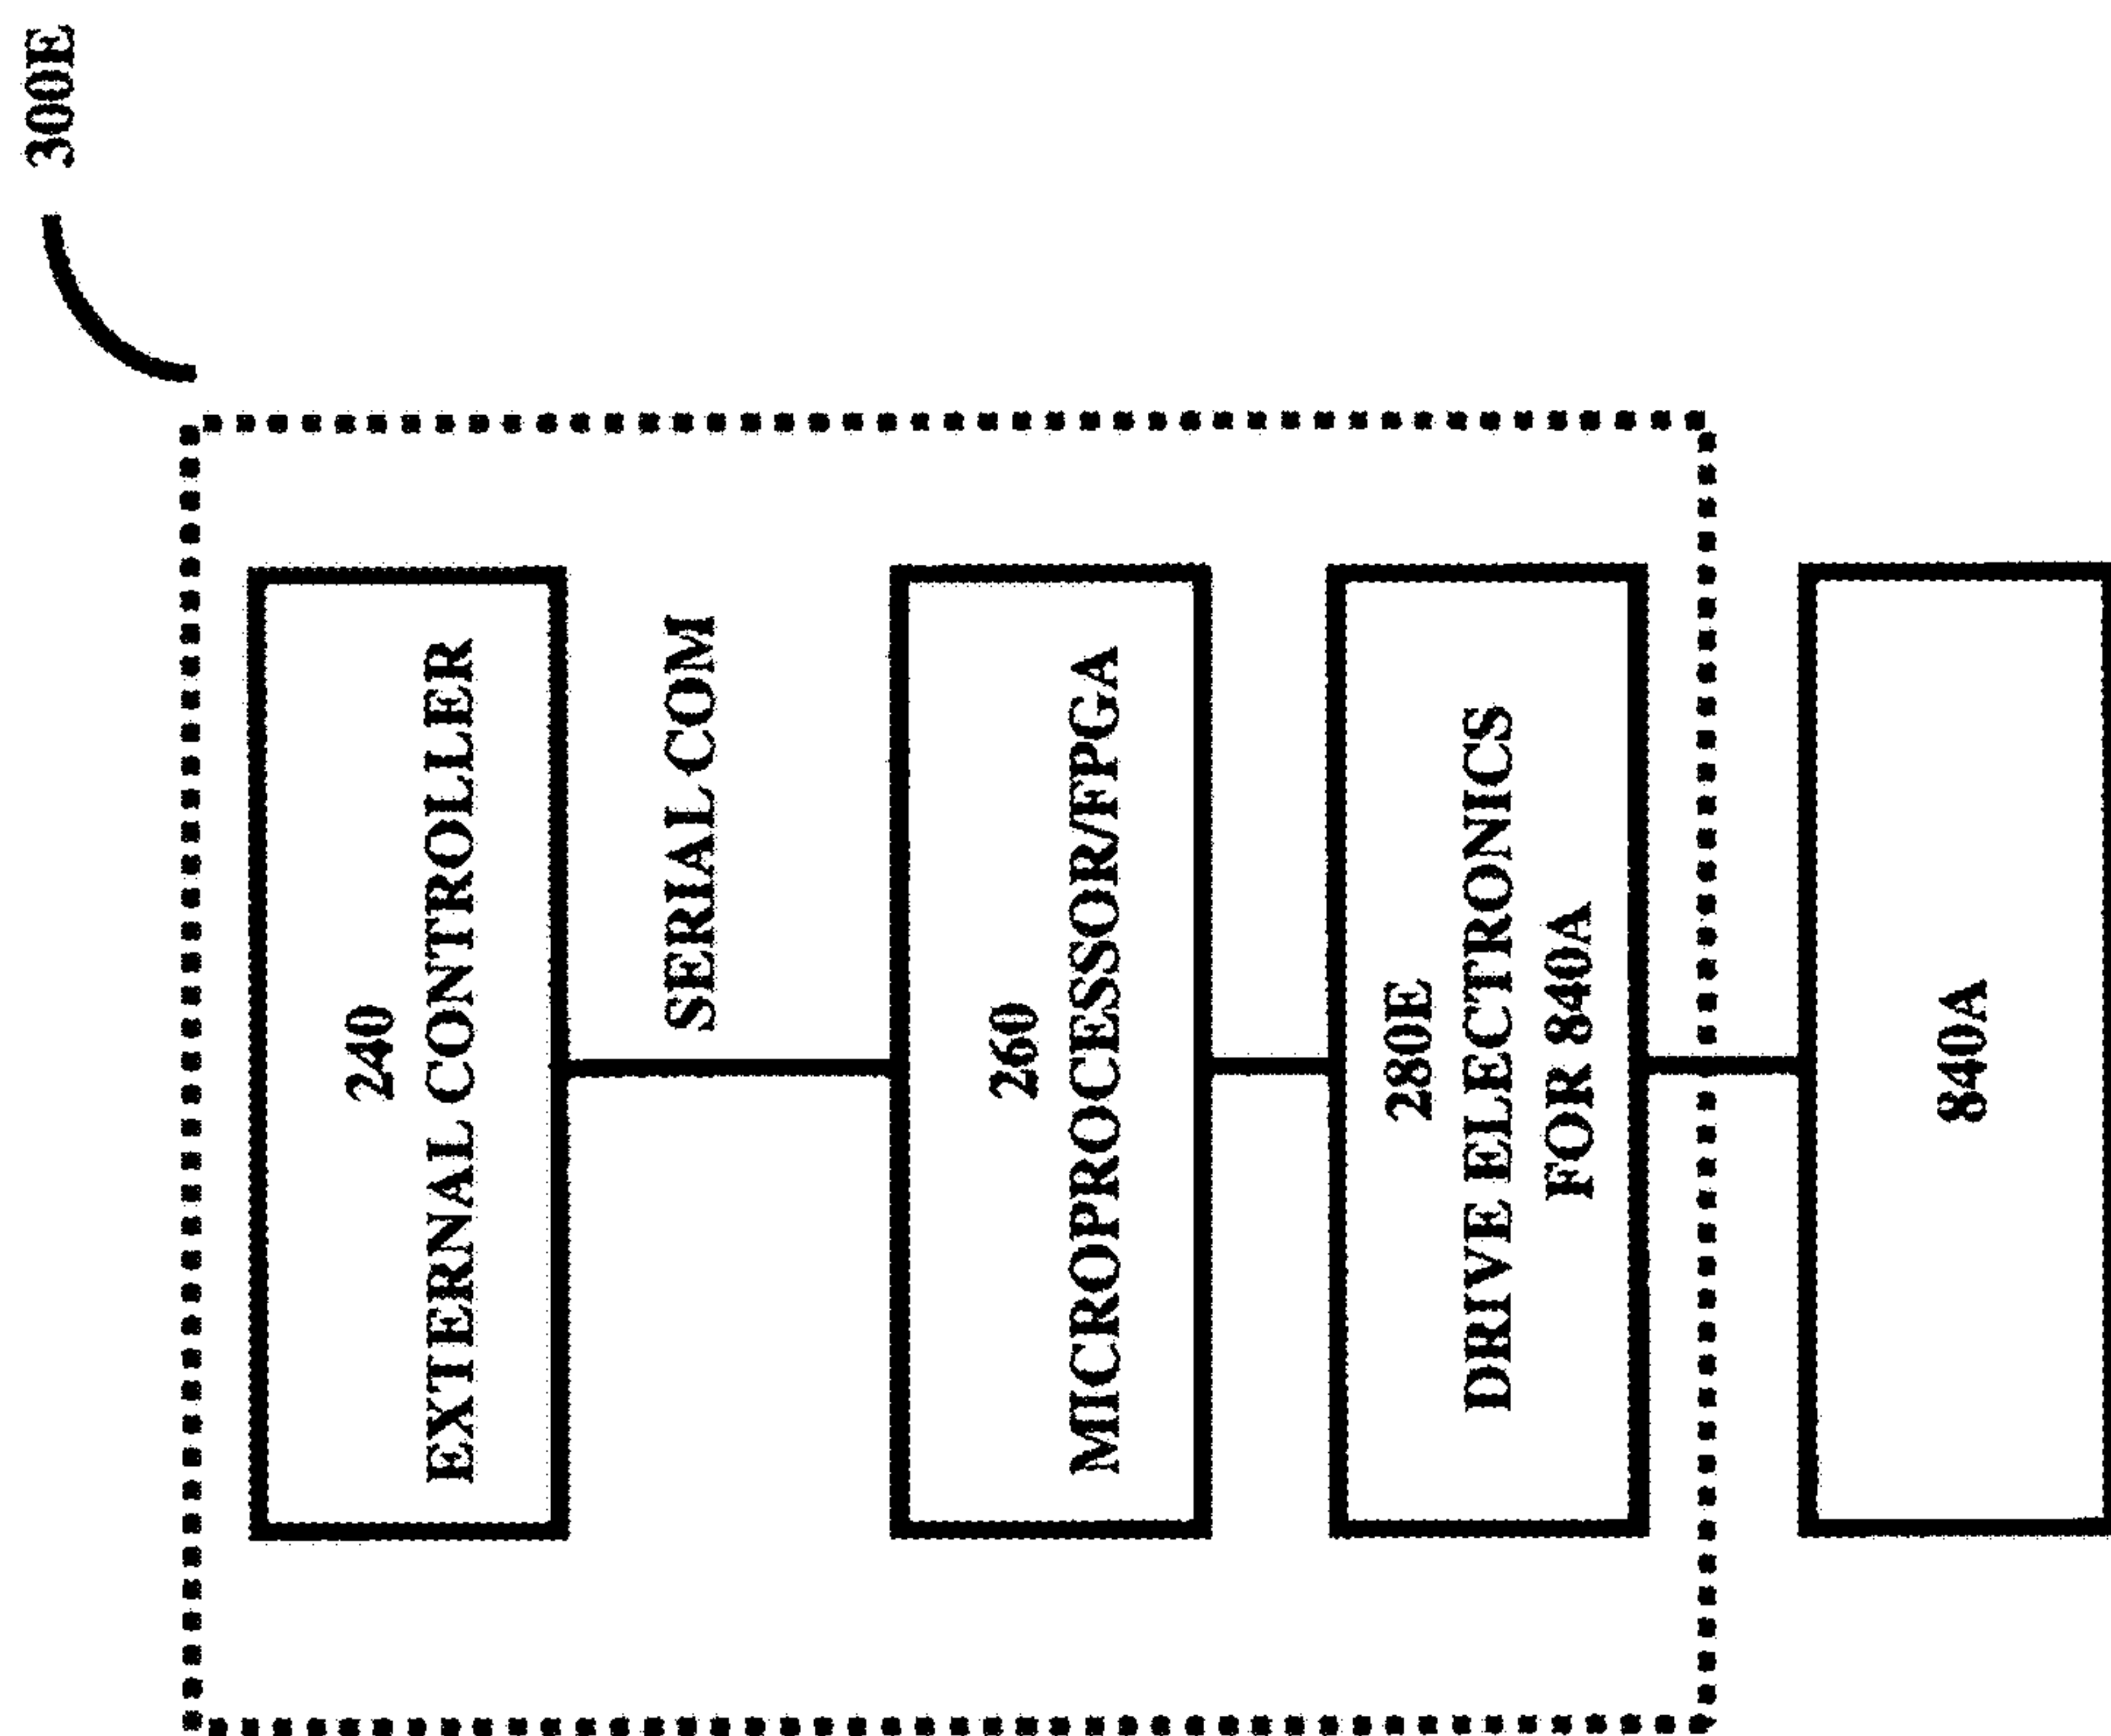 300E
240
EXTERNAL CONTROLLER
SERIAL COM
260
MICROPROCESSOR/FPGA
280E
DRIVE ELECTRONICS
FOR 840A
840A